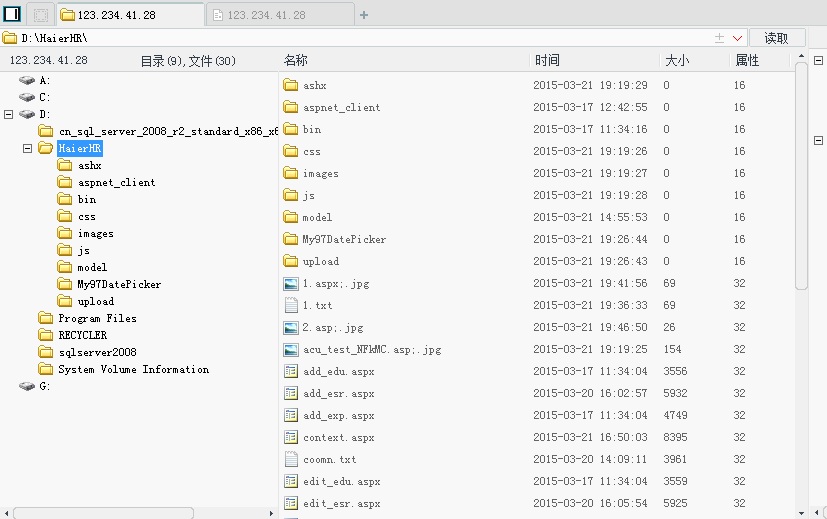 123.234.41.28 123.234.41.28 +
D:\HaierHR\ 读取
123.234.41.28 目录(9),文件(30) 名称 时间 大小 属性
A:
C:
D:
cn_sql_server_2008_r2_standard_x86_x6
HaierHR
ashx
aspnet_client
bin
css
images
js
model
My97DatePicker
upload
Program Files
RECYCLER
sqlserver2008
System Volume Information
G:
ashx 2015-03-21 19:19:29 0 16
aspnet_client 2015-03-17 12:42:55 0 16
bin 2015-03-17 11:34:16 0 16
css 2015-03-21 19:19:26 0 16
images 2015-03-21 19:19:27 0 16
js 2015-03-21 19:19:28 0 16
model 2015-03-21 14:55:53 0 16
My97DatePicker 2015-03-21 19:26:44 0 16
upload 2015-03-21 19:26:43 0 16
1.aspx;.jpg 2015-03-21 19:41:56 69 32
1.txt 2015-03-21 19:36:33 69 32
2.asp;.jpg 2015-03-21 19:46:50 26 32
acu_test_NFkMC.asp;.jpg 2015-03-21 19:19:25 154 32
add_edu.aspx 2015-03-17 11:34:04 3556 32
add_esr.aspx 2015-03-20 16:02:57 5932 32
add_exp.aspx 2015-03-17 11:34:04 4749 32
context.aspx 2015-03-21 16:50:03 8395 32
coomn.txt 2015-03-20 14:09:11 3961 32
edit_edu.aspx 2015-03-17 11:34:04 3559 32
edit_esr.aspx 2015-03-20 16:05:54 5925 32